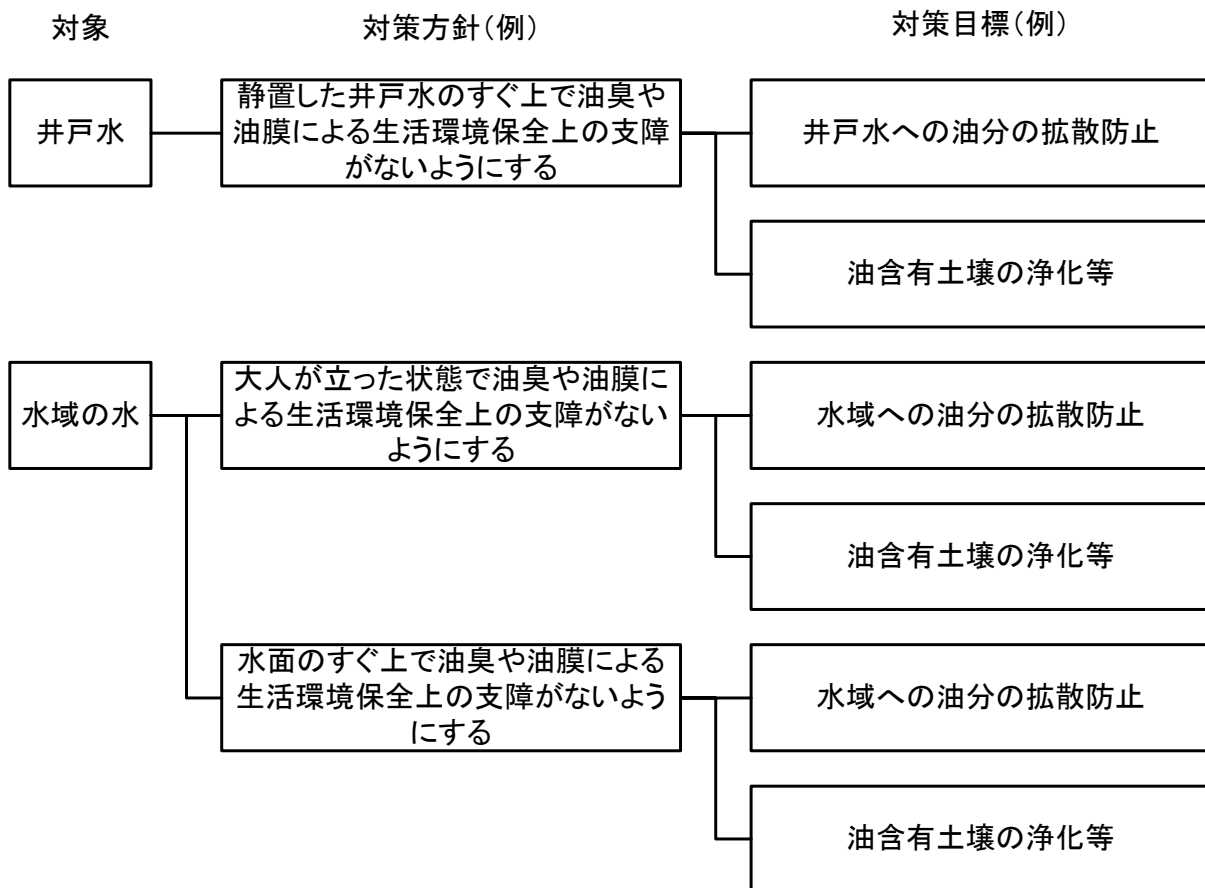 対象
対策方針(例)
対策目標(例)
井戸水
静置した井戸水のすぐ上で油臭や
油膜による生活環境保全上の支障
がないようにする
井戸水への油分の拡散防止
油含有土壌の浄化等
水域の水
大人が立った状態で油臭や油膜に
よる生活環境保全上の支障がない
ようにする
水域への油分の拡散防止
油含有土壌の浄化等
水面のすぐ上で油臭や油膜による
生活環境保全上の支障がないよう
にする
水域への油分の拡散防止
油含有土壌の浄化等